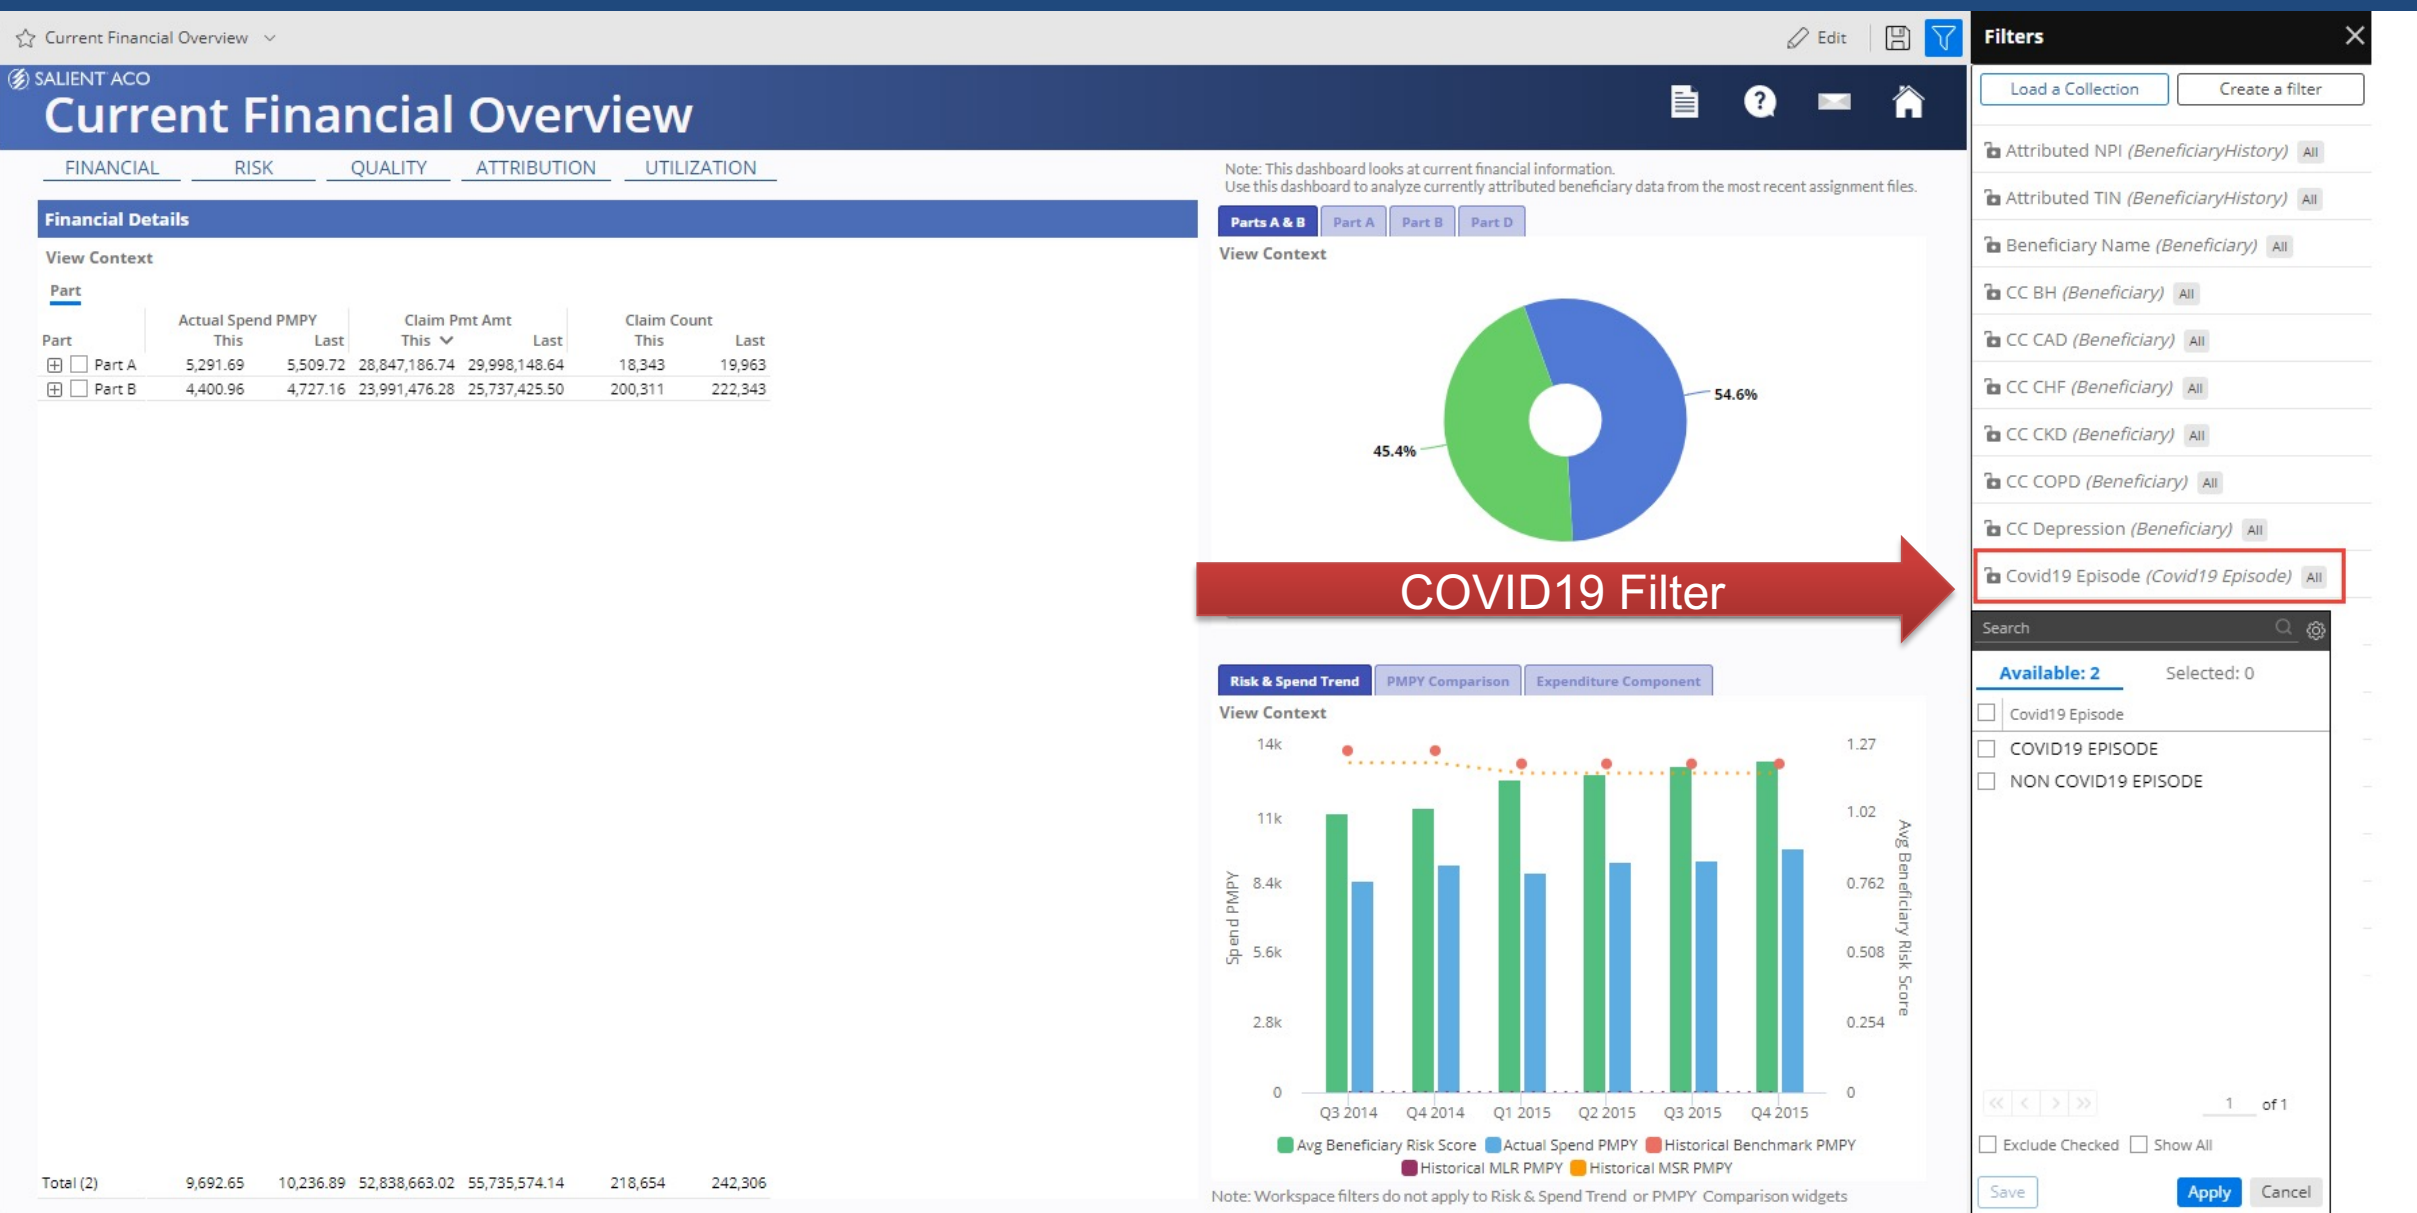 Current Financial Overview
Edit
Filters
SALIENT ACO
Current Financial Overview
Load a Collection
Create a filter
FINANCIAL RISK QUALITY ATTRIBUTION UTILIZATION
Note: This dashboard looks at current financial information.
Use this dashboard to analyze currently attributed beneficiary data from the most recent assignment files.
Financial Details
View Context
Part
Actual Spend PMPY Claim Pmt Amt Claim Count
Part This Last This Last This Last
Part A 5,291.69 5,509.72 28,847,186.74 29,998,148.64 18,343 19,963
Part B 4,400.96 4,727.16 23,991,476.28 25,737,425.50 200,311 222,343
Total (2) 9,692.65 10,236.89 52,838,663.02 55,735,574.14 218,654 242,306
Parts A & B Part A Part B Part D
View Context
54.6%
45.4%
COVID19 Filter
Risk & Spend Trend PMPY Comparison Expenditure Component
View Context
14k 1.27
11k 1.02
8.4k 0.762
5.6k 0.508
2.8k 0.254
0 0
Spend PMPY
Avg Beneficiary Risk Score
Q3 2014 Q4 2014 Q1 2015 Q2 2015 Q3 2015 Q4 2015
Avg Beneficiary Risk Score Actual Spend PMPY Historical Benchmark PMPY
Historical MLR PMPY Historical MSR PMPY
Note: Workspace filters do not apply to Risk & Spend Trend or PMPY Comparison widgets
Attributed NPI (BeneficiaryHistory) All
Attributed TIN (BeneficiaryHistory) All
Beneficiary Name (Beneficiary) All
CC BH (Beneficiary) All
CC CAD (Beneficiary) All
CC CHF (Beneficiary) All
CC CKD (Beneficiary) All
CC COPD (Beneficiary) All
CC Depression (Beneficiary) All
Covid19 Episode (Covid19 Episode) All
Search
Available: 2 Selected: 0
Covid19 Episode
COVID19 EPISODE
NON COVID19 EPISODE
1 of 1
Exclude Checked Show All
Save Apply Cancel